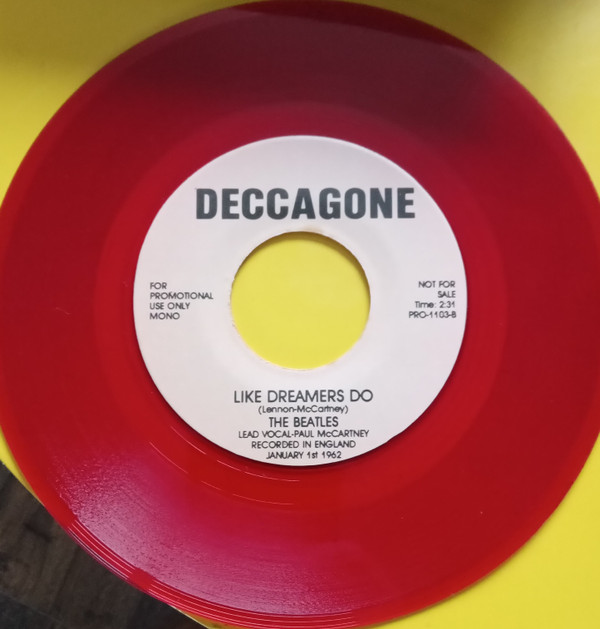 DECCAGONE
FOR
PROMOTIONAL
USE ONLY
MONO
NOT FOR
SALE
Time: 2:31
PRO-1103-B
LIKE DREAMERS DO
(Lennon-McCartney)
THE BEATLES
LEAD VOCAL-PAUL McCARTNEY
RECORDED IN ENGLAND
JANUARY 1st 1962